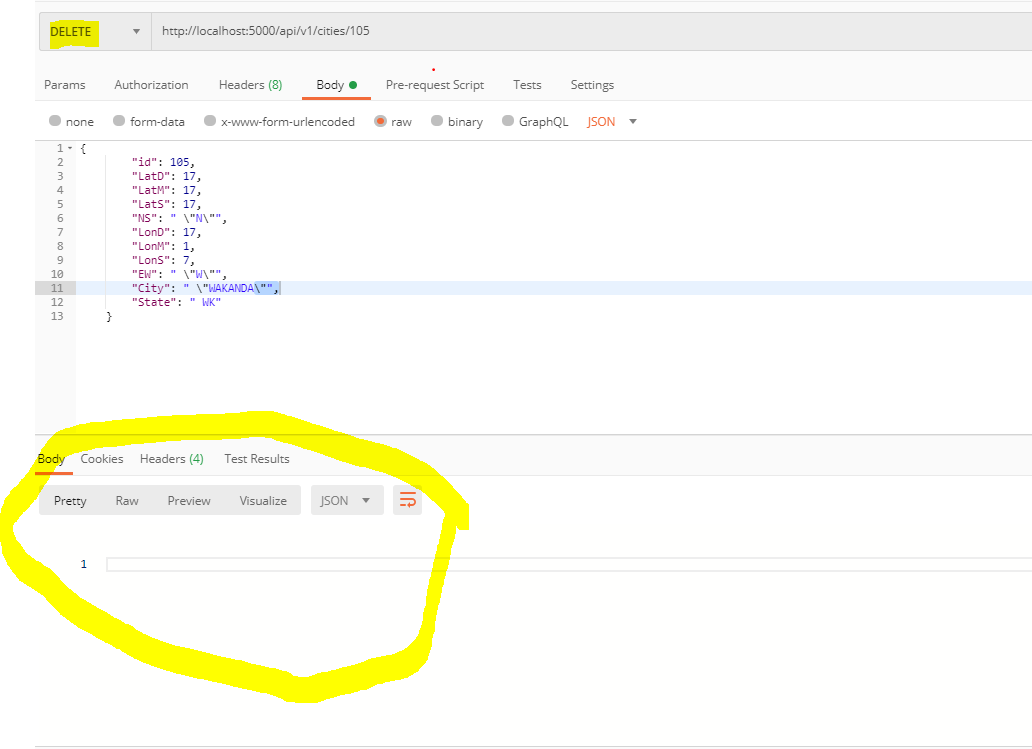 DELETE http://localhost:5000/api/v1/cities/105
Params Authorization Headers (8) Body Pre-request Script Tests Settings
none form-data x-www-form-urlencoded raw binary GraphQL JSON
1 {
2 "id": 105,
3 "LatD": 17,
4 "LatM": 17,
5 "LatS": 17,
6 "NS": " \"N\"",
7 "LonD": 17,
8 "LonM": 1,
9 "LonS": 7,
10 "EW": " \"W\"",
11 "City": " \"WAKANDA\"",
12 "State": " WK"
13 }
Body Cookies Headers (4) Test Results
Pretty Raw Preview Visualize JSON
1